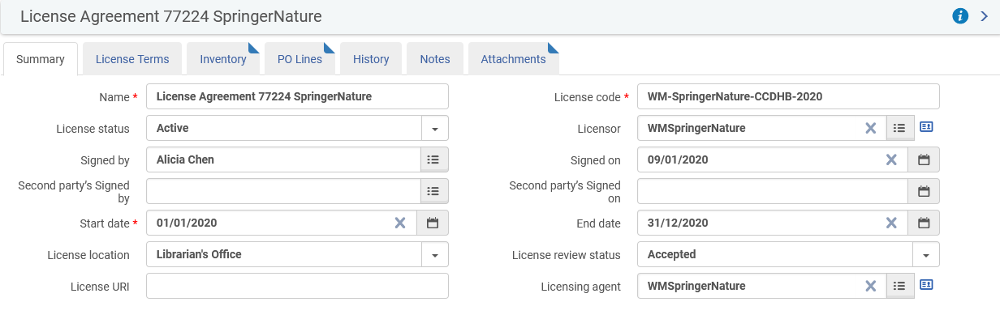 License Agreement 77224 SpringerNature
Summary License Terms Inventory PO Lines History Notes Attachments
Name * License Agreement 77224 SpringerNature License code * WM-SpringerNature-CCDHB-2020
License status Active Licensor WMSpringerNature
Signed by Alicia Chen Signed on 09/01/2020
Second party's Signed by Second party's Signed on
Start date * 01/01/2020 End date 31/12/2020
License location Librarian's Office License review status Accepted
License URI Licensing agent WMSpringerNature